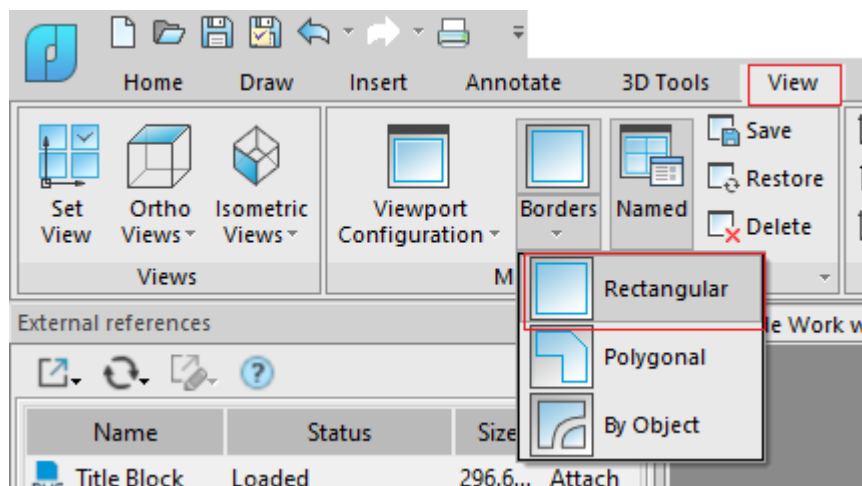 Home Draw Insert Annotate 3D Tools View
Save
Restore
Delete
Set View
Ortho Views
Isometric Views
Viewport Configuration
Borders
Named
Views
M
Rectangular
Polygonal
By Object
External references
le Work w
Name Status Size
Title Block Loaded 296.6... Attach